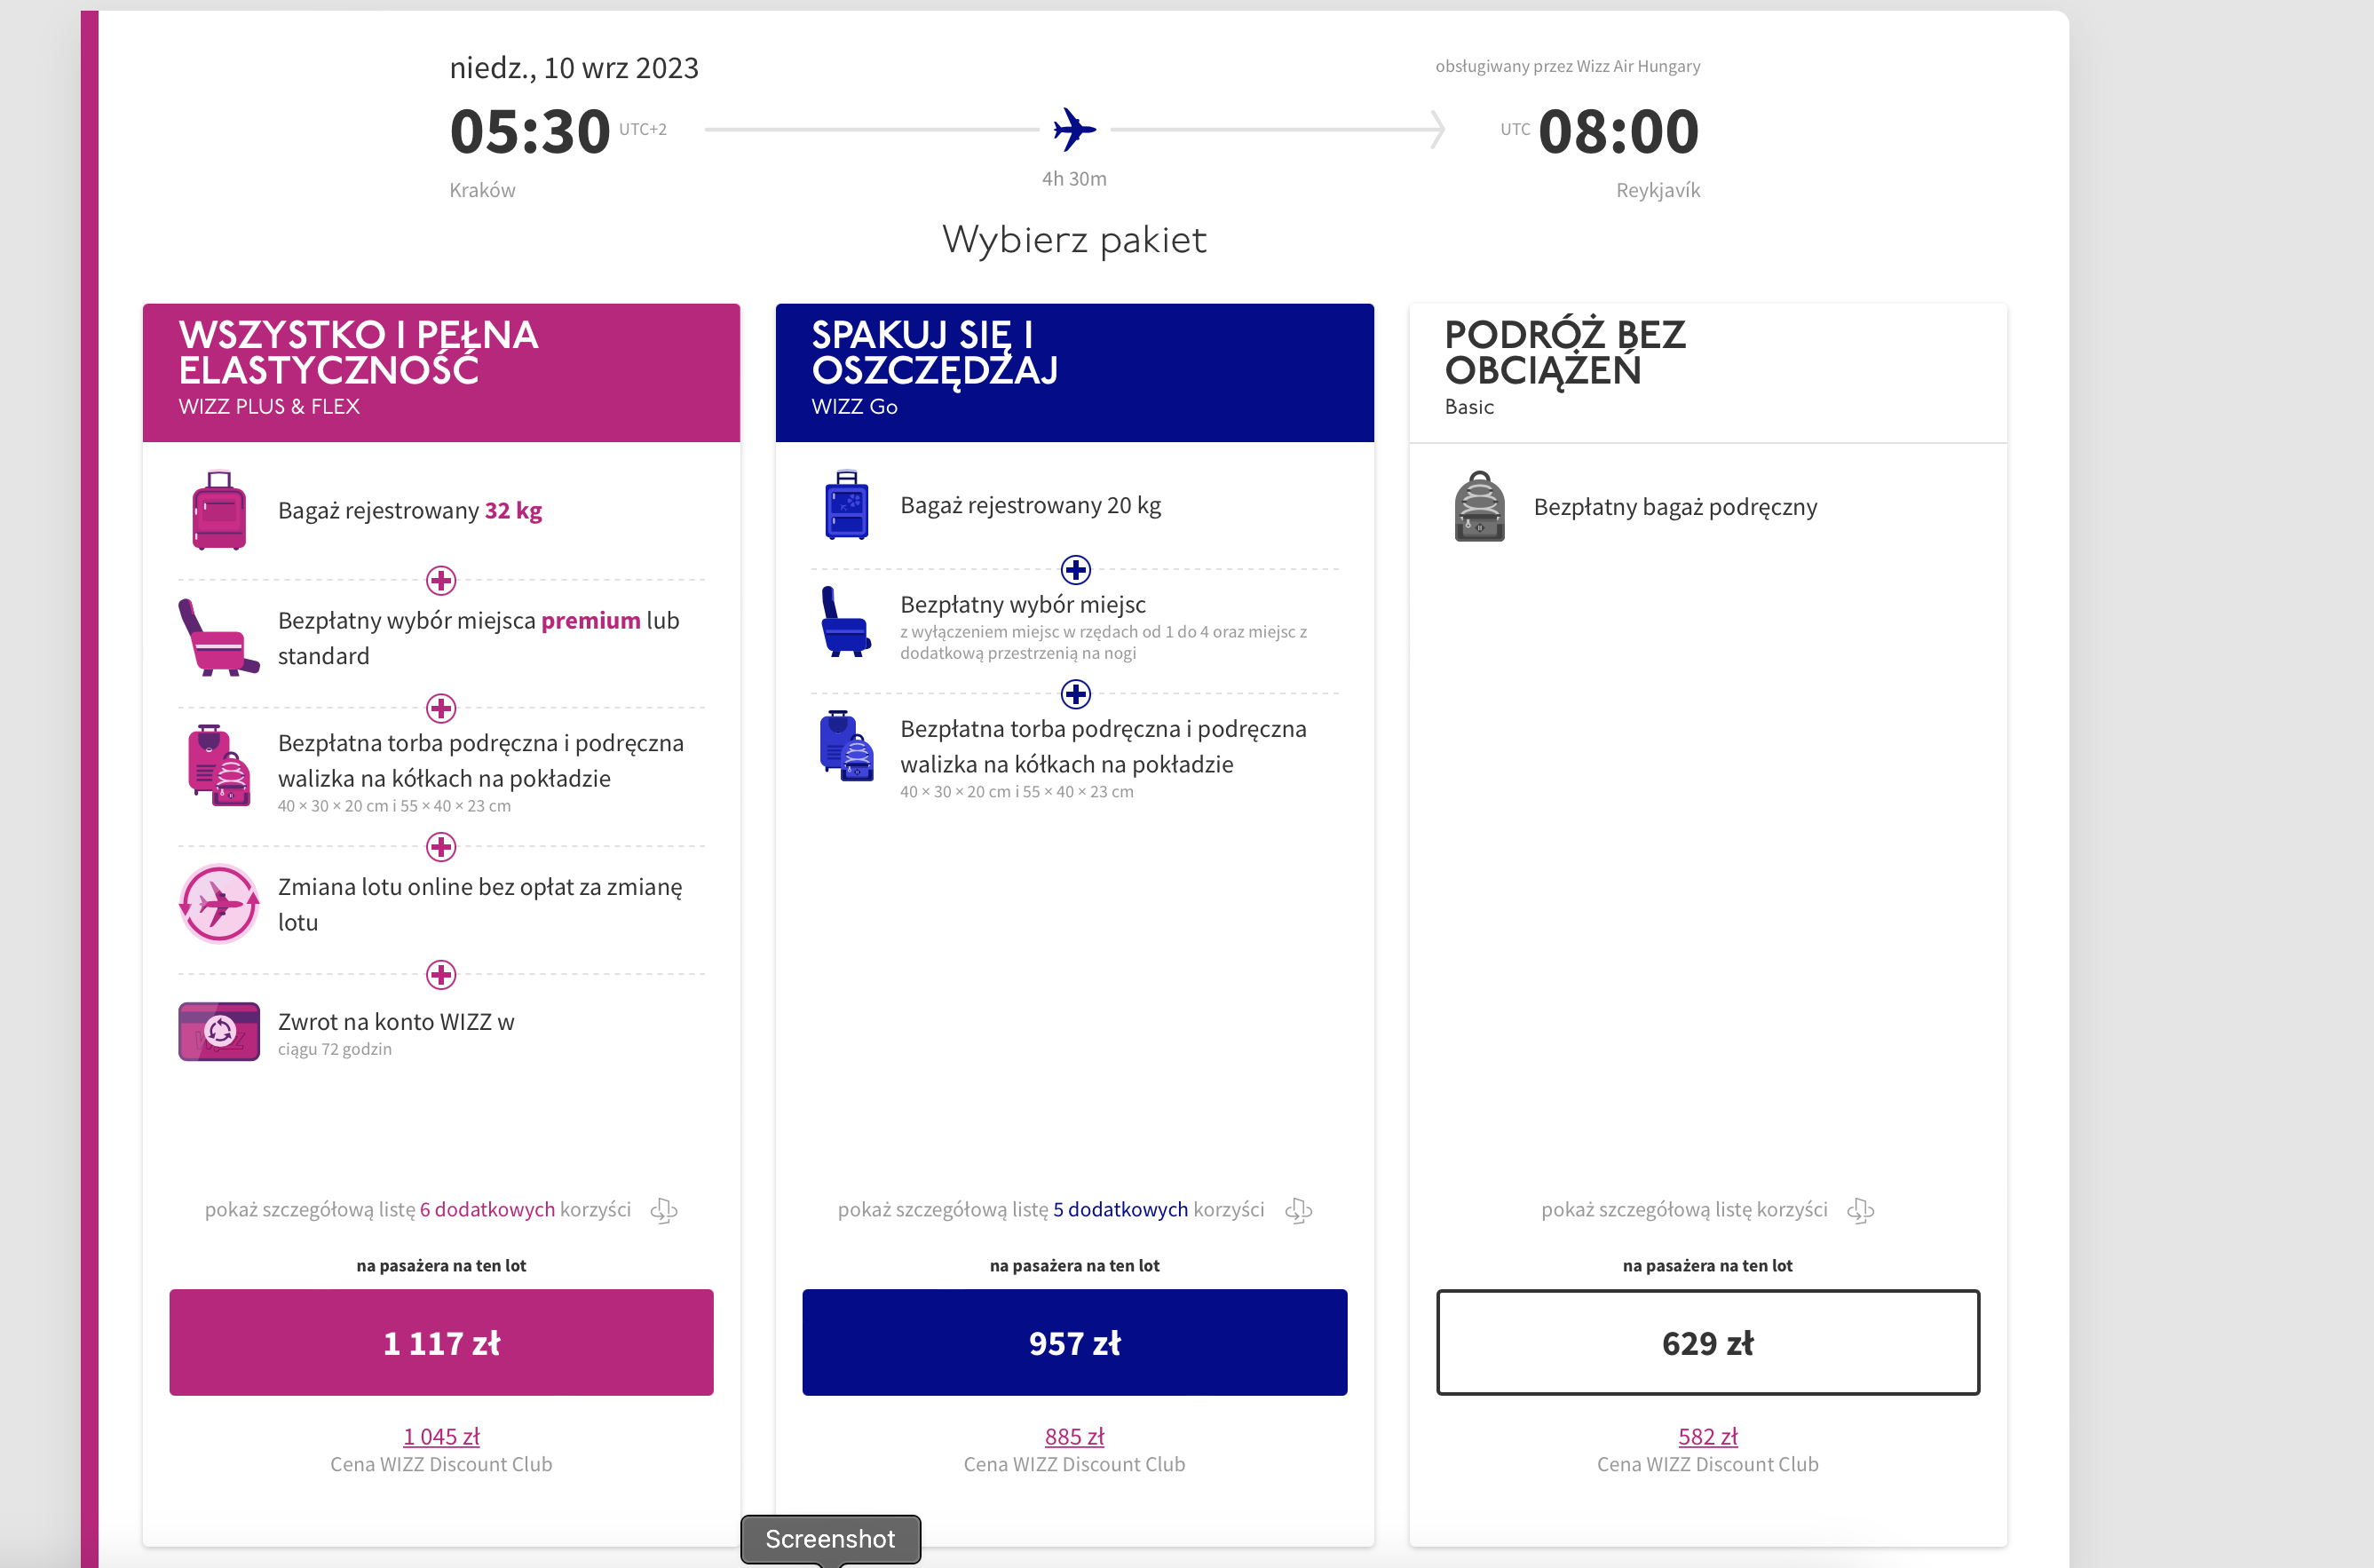 niedz., 10 wrz 2023
obsługiwany przez Wizz Air Hungary
05:30 UTC+2
UTC 08:00
4h 30m
Kraków
Reykjavík
Wybierz pakiet
WSZYSTKO I PEŁNA
ELASTYCZNOŚĆ
WIZZ PLUS & FLEX
Bagaż rejestrowany 32 kg
Bezpłatny wybór miejsca premium lub
standard
Bezpłatna torba podręczna i podręczna
walizka na kółkach na pokładzie
40 × 30 × 20 cm i 55 × 40 × 23 cm
Zmiana lotu online bez opłat za zmianę
lotu
Zwrot na konto WIZZ w
ciągu 72 godzin
pokaż szczegółową listę 6 dodatkowych korzyści
na pasażera na ten lot
1 117 zł
1 045 zł
Cena WIZZ Discount Club
SPAKUJ SIĘ I
OSZCZĘDZAJ
WIZZ Go
Bagaż rejestrowany 20 kg
Bezpłatny wybór miejsc
z wyłączeniem miejsc w rzędach od 1 do 4 oraz miejsc z
dodatkową przestrzenią na nogi
Bezpłatna torba podręczna i podręczna
walizka na kółkach na pokładzie
40 × 30 × 20 cm i 55 × 40 × 23 cm
pokaż szczegółową listę 5 dodatkowych korzyści
na pasażera na ten lot
957 zł
885 zł
Cena WIZZ Discount Club
PODRÓŻ BEZ
OBCIĄŻEŃ
Basic
Bezpłatny bagaż podręczny
pokaż szczegółową listę korzyści
na pasażera na ten lot
629 zł
582 zł
Cena WIZZ Discount Club
Screenshot